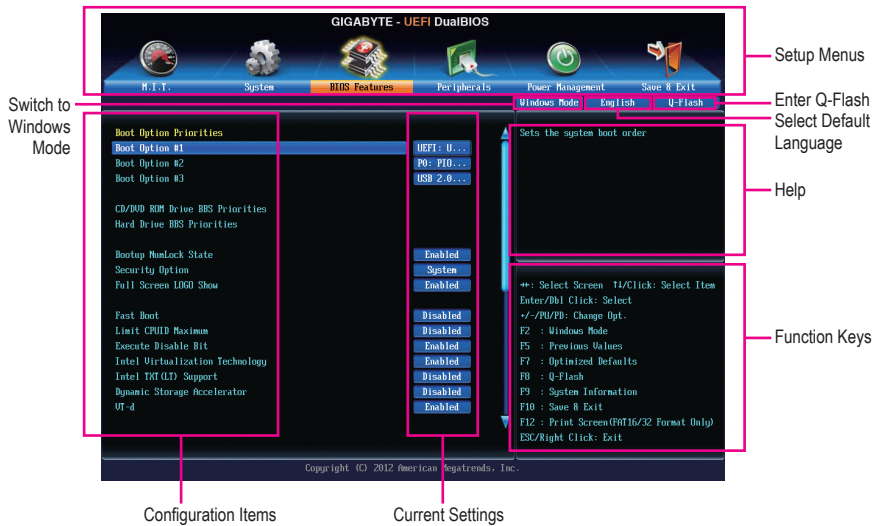 GIGABYTE - UEFI DualBIOS
Setup Menus
M.I.T.
System
BIOS Features
Peripherals
Power Management
Save & Exit
Switch to
Windows
Mode
Windows Mode
English
Q-Flash
Enter Q-Flash
Select Default
Language
Boot Option Priorities
Boot Option #1 UEFI: U...
Boot Option #2 P0: PIO...
Boot Option #3 USB 2.0...
CD/DVD ROM Drive BBS Priorities
Hard Drive BBS Priorities
Bootup NumLock State Enabled
Security Option System
Full Screen LOGO Show Enabled
Fast Boot Disabled
Limit CPUID Maximum Disabled
Execute Disable Bit Enabled
Intel Virtualization Technology Enabled
Intel TXT(LT) Support Disabled
Dynamic Storage Accelerator Disabled
VT-d Enabled
Sets the system boot order
Help
→←: Select Screen ↑↓/Click: Select Item
Enter/Dbl Click: Select
+/-/PU/PD: Change Opt.
F2 : Windows Mode
F5 : Previous Values
F7 : Optimized Defaults
F8 : Q-Flash
F9 : System Information
F10 : Save & Exit
F12 : Print Screen(FAT16/32 Format Only)
ESC/Right Click: Exit
Function Keys
Copyright (C) 2012 American Megatrends, Inc.
Configuration Items
Current Settings